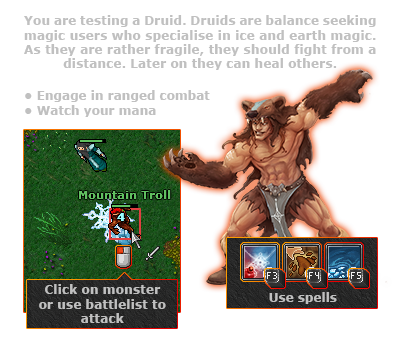 You are testing a Druid. Druids are balance seeking
magic users who specialise in ice and earth magic.
As they are rather fragile, they should fight from a
distance. Later on they can heal others.
● Engage in ranged combat
● Watch your mana
Mountain Troll
4
Click on monster
or use battlelist to
attack
F3 F4 F5
Use spells